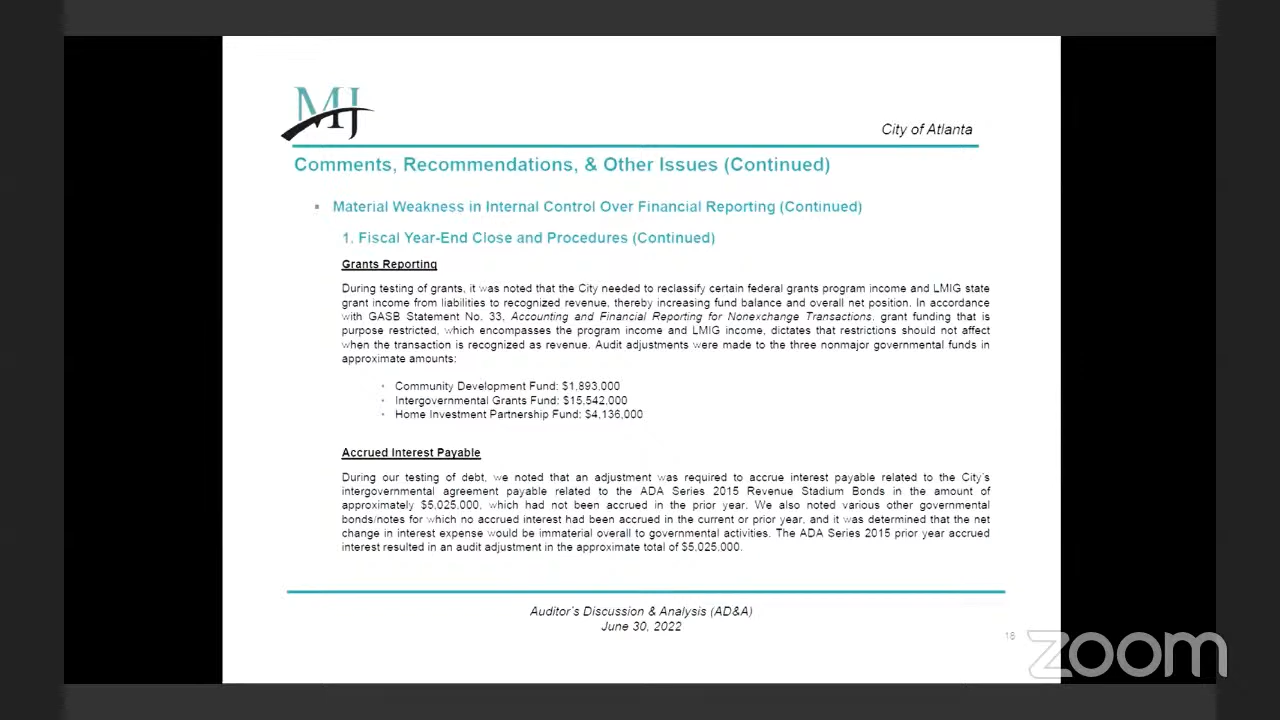 MJ
City of Atlanta
Comments, Recommendations, & Other Issues (Continued)
▪ Material Weakness in Internal Control Over Financial Reporting (Continued)
1. Fiscal Year-End Close and Procedures (Continued)
Grants Reporting
During testing of grants, it was noted that the City needed to reclassify certain federal grants program income and LMIG state
grant income from liabilities to recognized revenue, thereby increasing fund balance and overall net position. In accordance
with GASB Statement No. 33, Accounting and Financial Reporting for Nonexchange Transactions, grant funding that is
purpose restricted, which encompasses the program income and LMIG income, dictates that restrictions should not affect
when the transaction is recognized as revenue. Audit adjustments were made to the three nonmajor governmental funds in
approximate amounts:
· Community Development Fund: $1,893,000
· Intergovernmental Grants Fund: $15,542,000
· Home Investment Partnership Fund: $4,136,000
Accrued Interest Payable
During our testing of debt, we noted that an adjustment was required to accrue interest payable related to the City's
intergovernmental agreement payable related to the ADA Series 2015 Revenue Stadium Bonds in the amount of
approximately $5,025,000, which had not been accrued in the prior year. We also noted various other governmental
bonds/notes for which no accrued interest had been accrued in the current or prior year, and it was determined that the net
change in interest expense would be immaterial overall to governmental activities. The ADA Series 2015 prior year accrued
interest resulted in an audit adjustment in the approximate total of $5,025,000.
Auditor's Discussion & Analysis (AD&A)
June 30, 2022
18
zoom